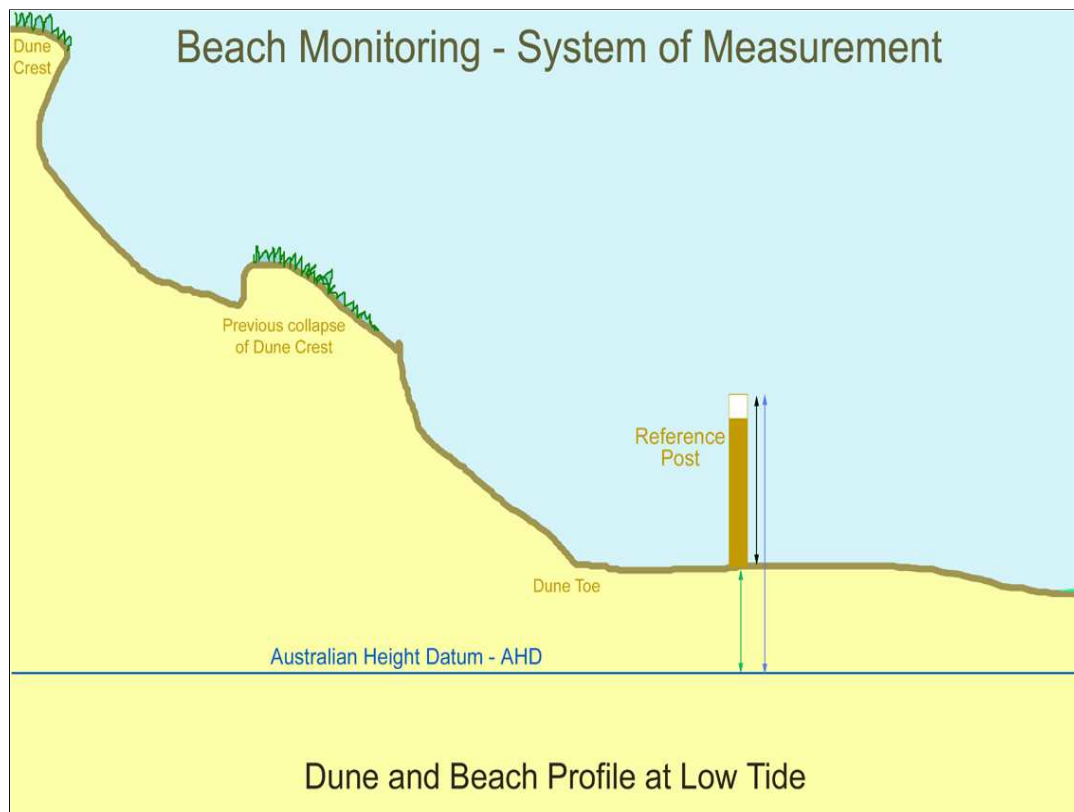 Beach Monitoring - System of Measurement
Dune
Crest
Previous collapse
of Dune Crest
Reference
Post
Dune Toe
Australian Height Datum - AHD
Dune and Beach Profile at Low Tide